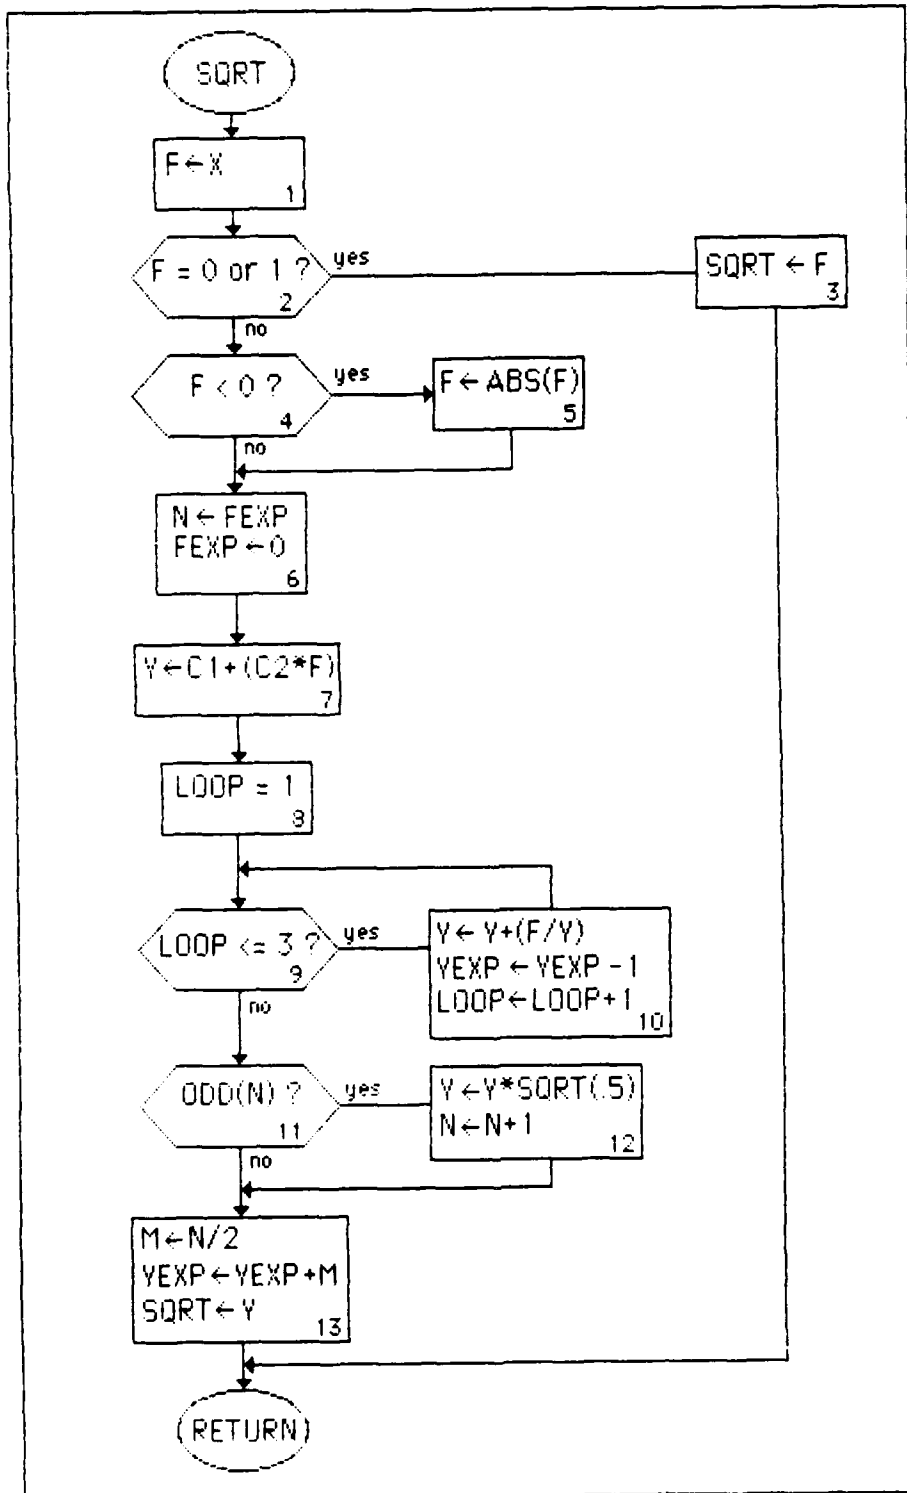 SQRT
F←X
1
F = 0 or 1 ?
2
yes
SQRT ← F
3
no
F < 0 ?
4
yes
F←ABS(F)
5
no
N←FEXP
FEXP←0
6
Y←C1+(C2*F)
7
LOOP = 1
8
LOOP <= 3 ?
9
yes
Y← Y+(F/Y)
YEXP←YEXP-1
LOOP←LOOP+1
10
no
ODD(N) ?
11
yes
Y←Y*SQRT(.5)
N←N+1
12
no
M←N/2
YEXP←YEXP+M
SQRT←Y
13
(RETURN)